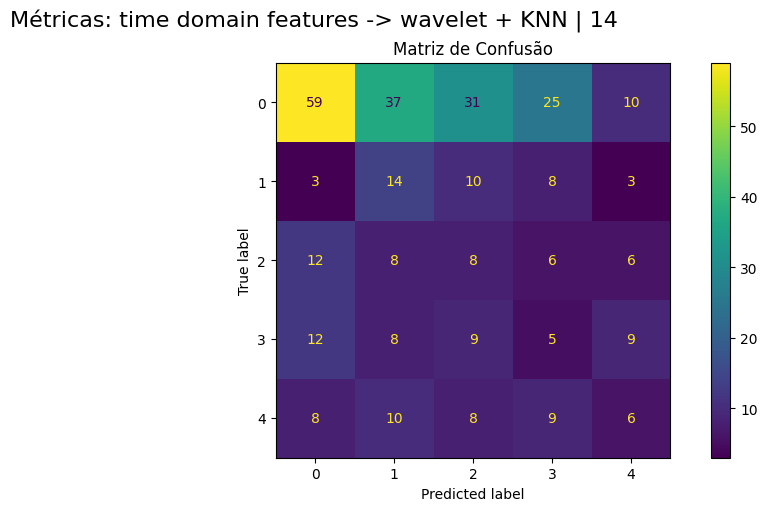 Métricas: time domain features -> wavelet + KNN | 14
Matriz de Confusão
0 59 37 31 25 10
1 3 14 10 8 3
2 12 8 8 6 6
3 12 8 9 5 9
4 8 10 8 9 6
0 1 2 3 4
True label
Predicted label
50
40
30
20
10